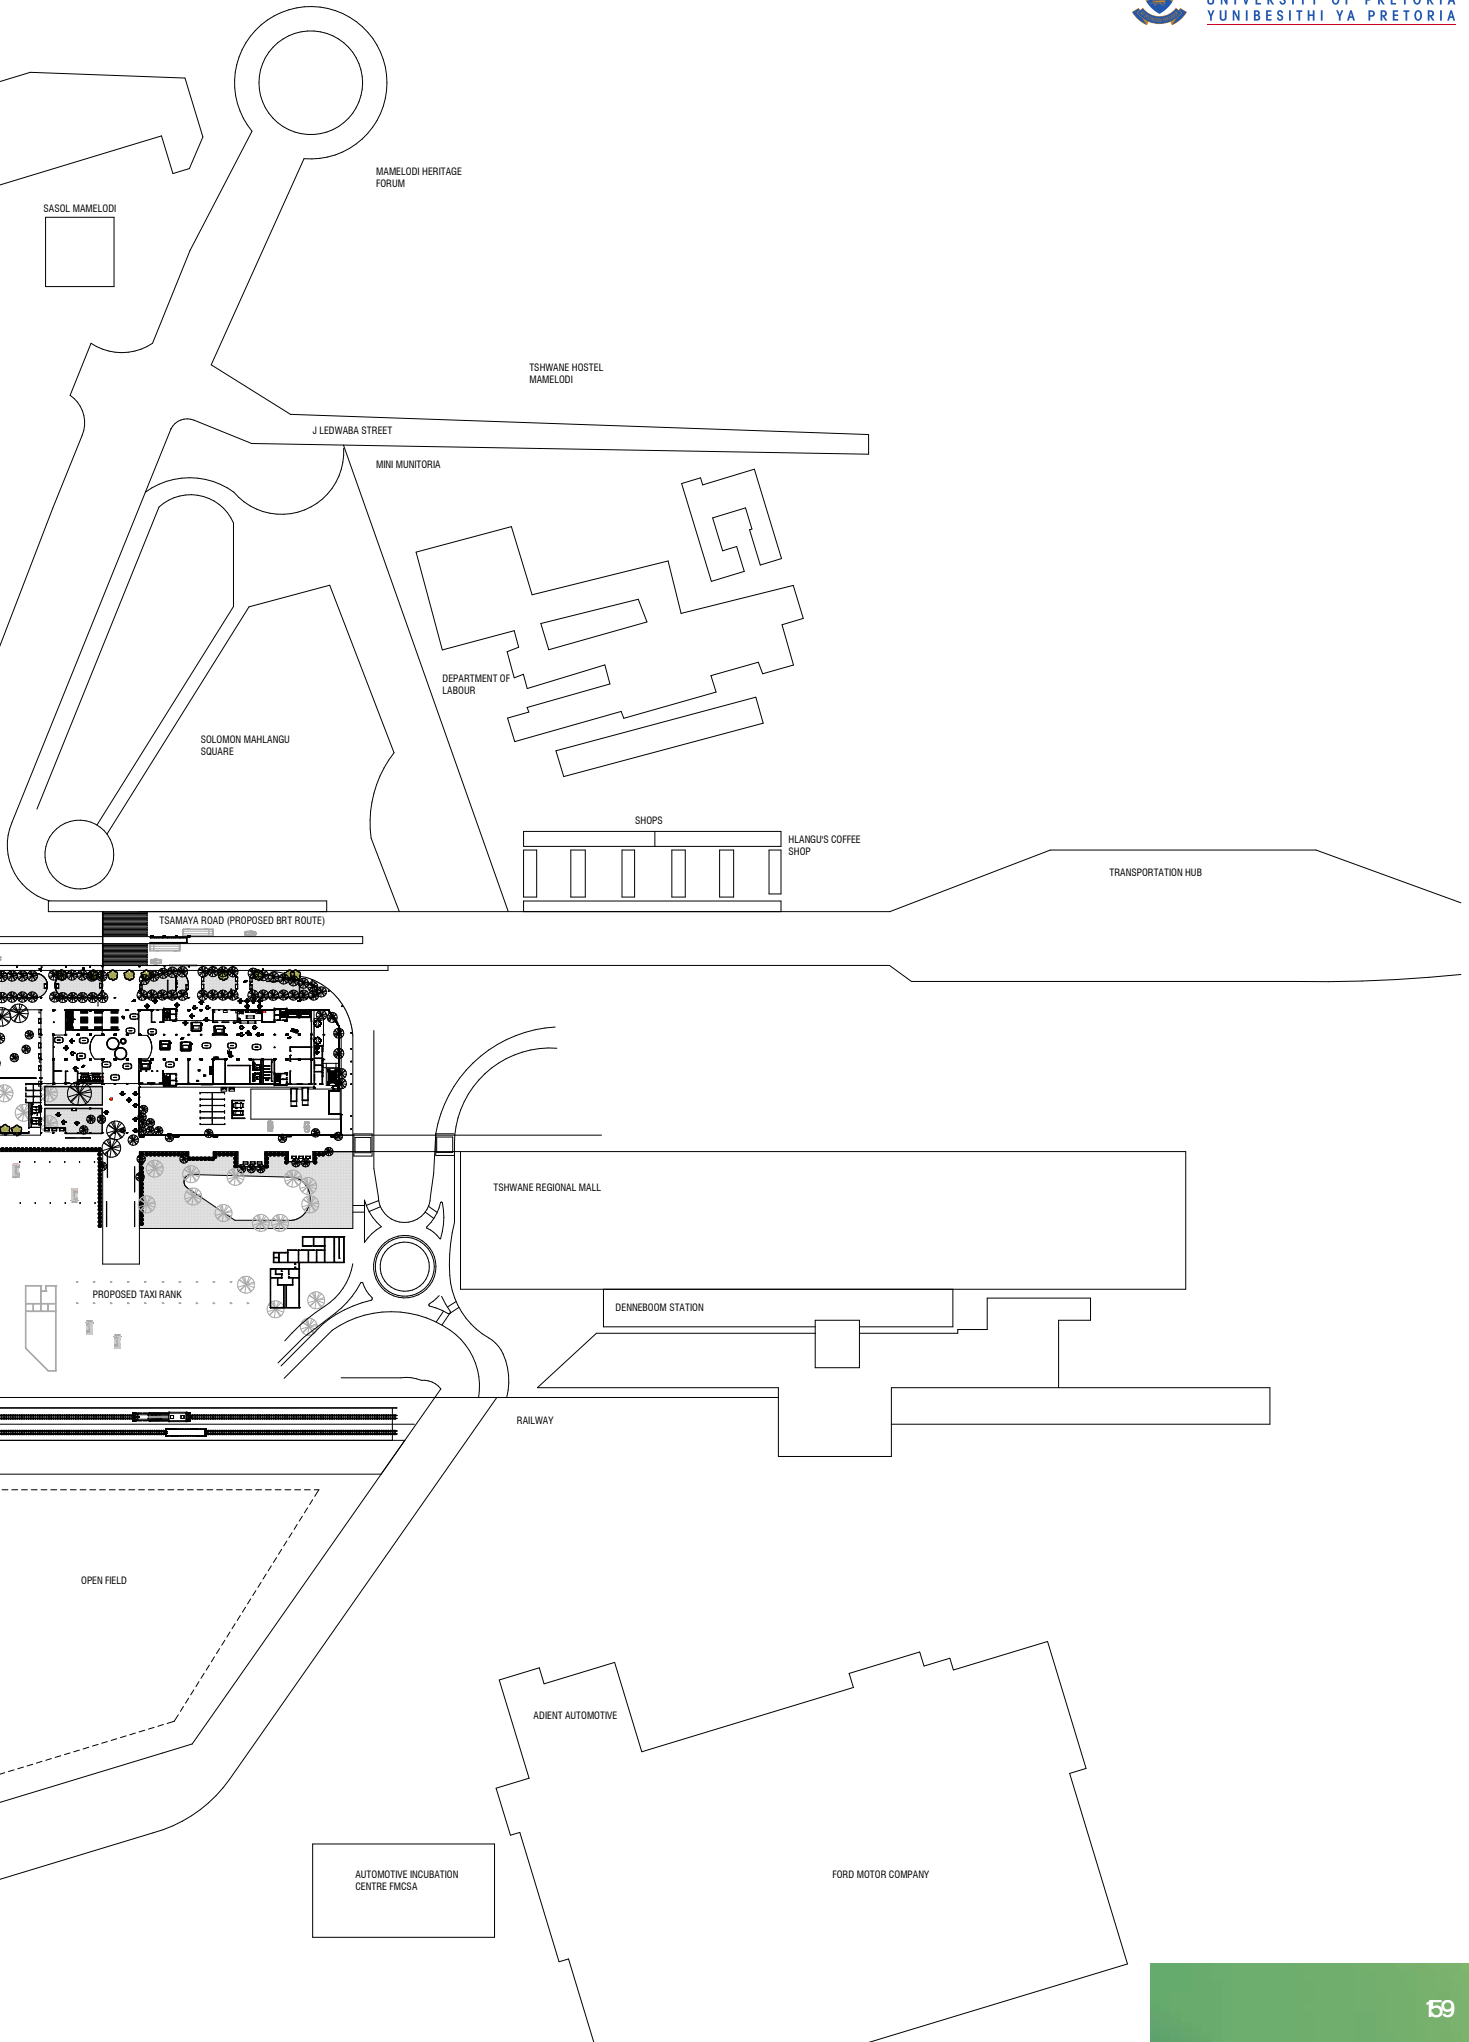 UNIVERSITY OF PRETORIA
YUNIBESITHI YA PRETORIA
MAMELODI HERITAGE
FORUM
SASOL MAMELODI
TSHWANE HOSTEL
MAMELODI
J LEDWABA STREET
MINI MUNITORIA
DEPARTMENT OF
LABOUR
SOLOMON MAHLANGU
SQUARE
SHOPS
HLANGU'S COFFEE
SHOP
TRANSPORTATION HUB
TSAMAYA ROAD (PROPOSED BRT ROUTE)
TSHWANE REGIONAL MALL
PROPOSED TAXI RANK
DENNEBOOM STATION
RAILWAY
OPEN FIELD
ADIENT AUTOMOTIVE
AUTOMOTIVE INCUBATION
CENTRE FMCSA
FORD MOTOR COMPANY
159